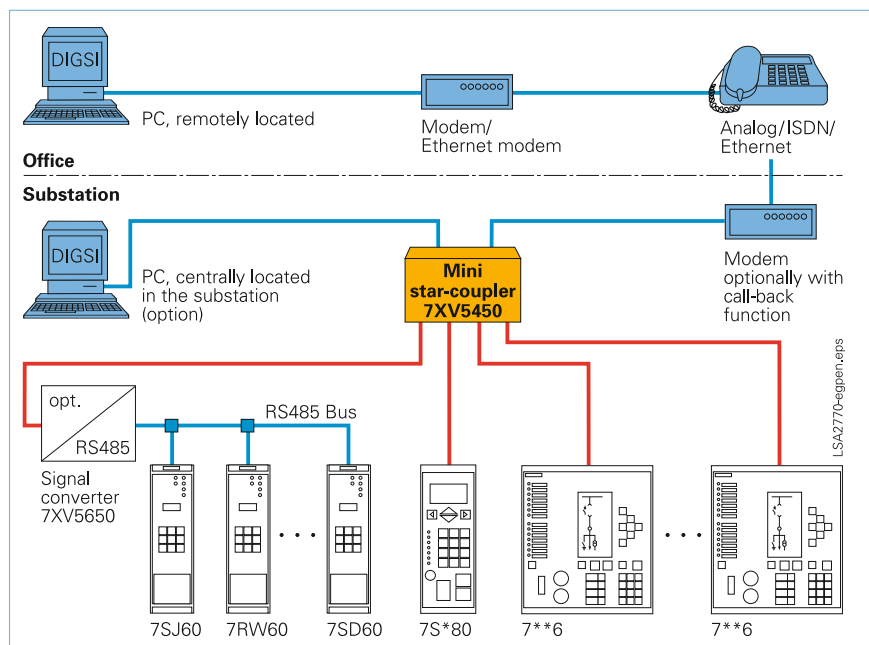 DIGSI
PC, remotely located
Modem/
Ethernet modem
Analog/ISDN/
Ethernet
Office
Substation
DIGSI
PC, centrally located
in the substation
(option)
Mini
star-coupler
7XV5450
Modem
optionally with
call-back
function
LSA2770-egpen.eps
opt.
RS485
RS485 Bus
Signal
converter
7XV5650
7SJ60
7RW60
7SD60
7S*80
7**6
7**6